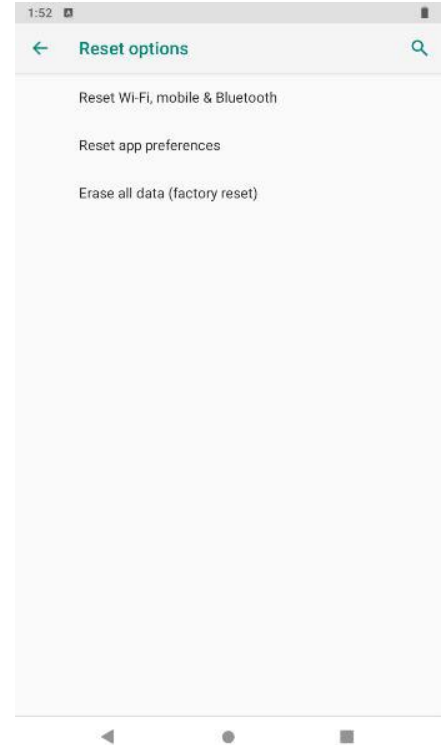 1:52
Reset options
Reset Wi-Fi, mobile & Bluetooth
Reset app preferences
Erase all data (factory reset)